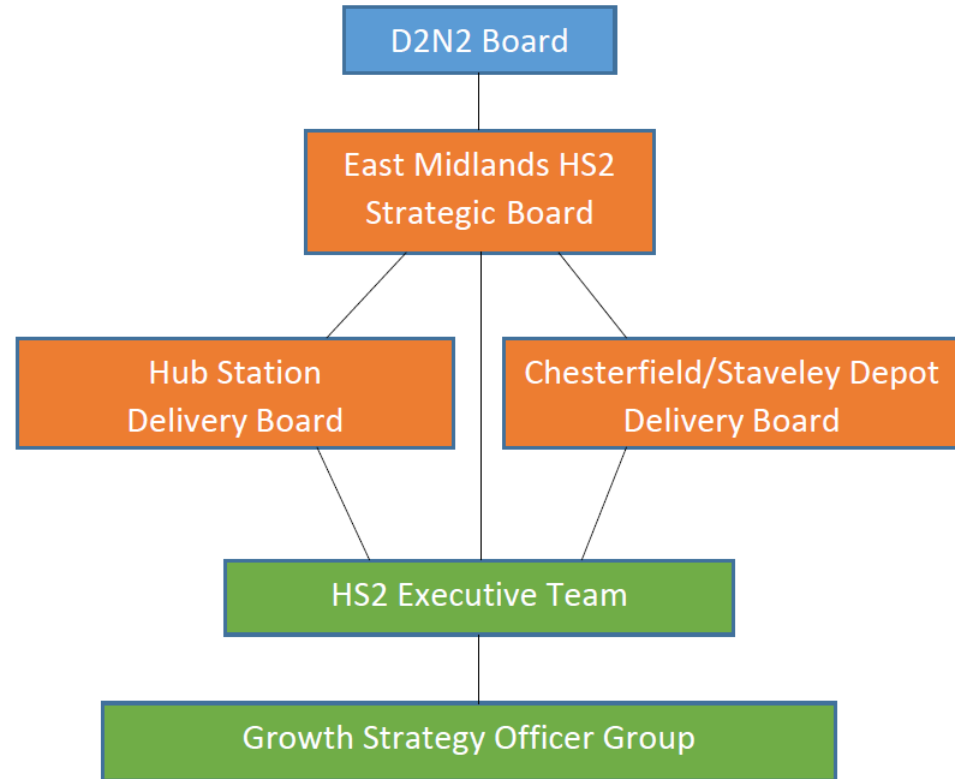 D2N2 Board
East Midlands HS2
Strategic Board
Hub Station
Delivery Board
Chesterfield/Staveley Depot
Delivery Board
HS2 Executive Team
Growth Strategy Officer Group